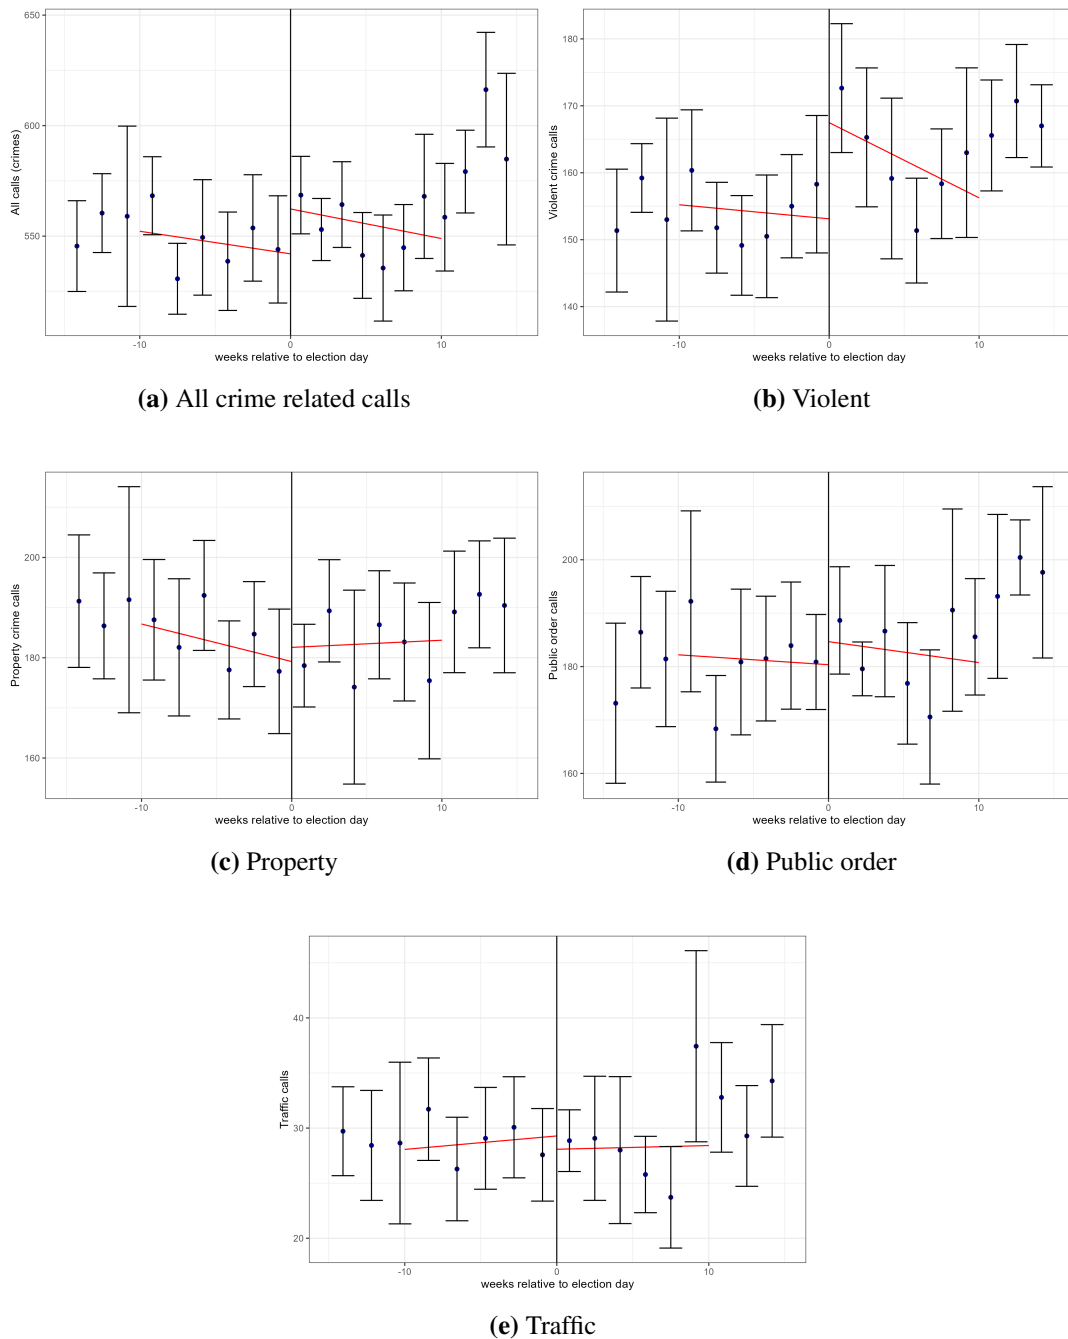 650
600
550
All calls (crimes)
-10
0
10
weeks relative to election day
(a) All crime related calls
180
170
160
150
140
Violent crime calls
-10
0
10
weeks relative to election day
(b) Violent
200
180
160
Property crime calls
-10
0
10
weeks relative to election day
(c) Property
200
180
160
Public order calls
-10
0
10
weeks relative to election day
(d) Public order
40
30
20
Traffic calls
-10
0
10
weeks relative to election day
(e) Traffic